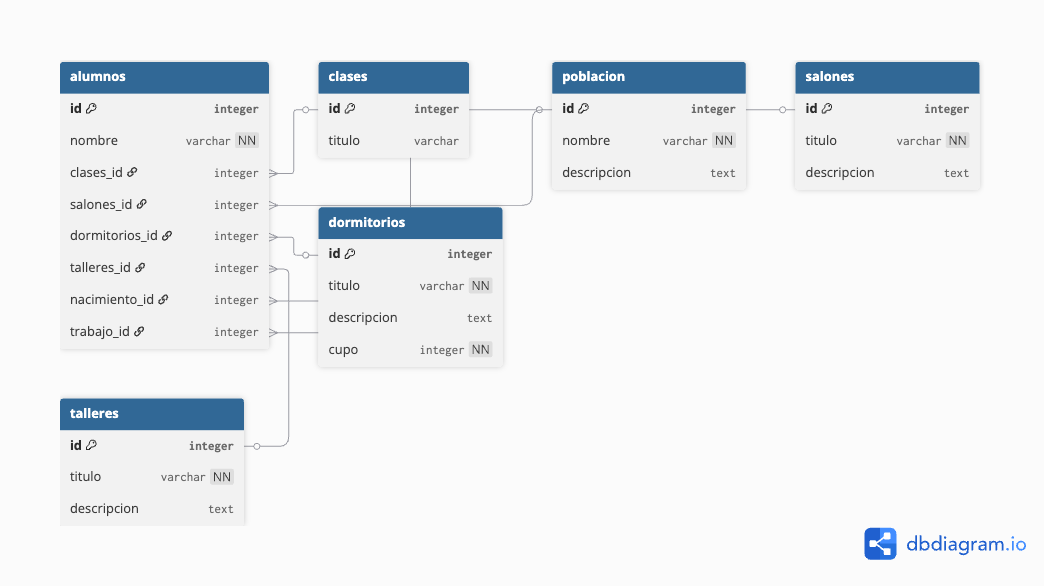 alumnos
id integer
nombre varchar NN
clases_id integer
salones_id integer
dormitorios_id integer
talleres_id integer
nacimiento_id integer
trabajo_id integer
clases
id integer
titulo varchar
poblacion
id integer
nombre varchar NN
descripcion text
salones
id integer
titulo varchar NN
descripcion text
dormitorios
id integer
titulo varchar NN
descripcion text
cupo integer NN
talleres
id integer
titulo varchar NN
descripcion text
dbdiagram.io